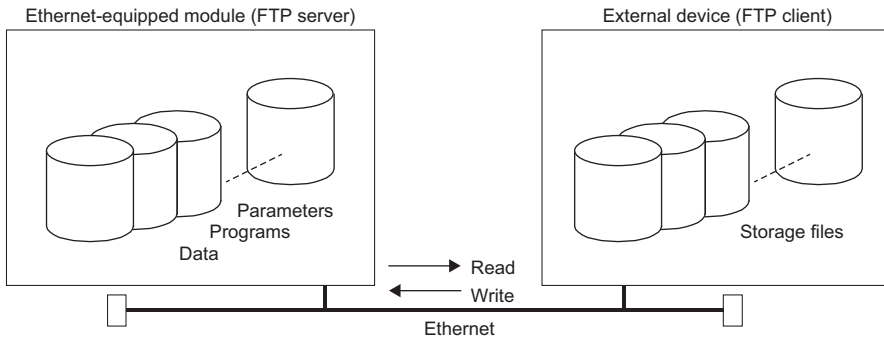 Ethernet-equipped module (FTP server)
External device (FTP client)
Parameters
Programs
Data
Storage files
Read
Write
Ethernet